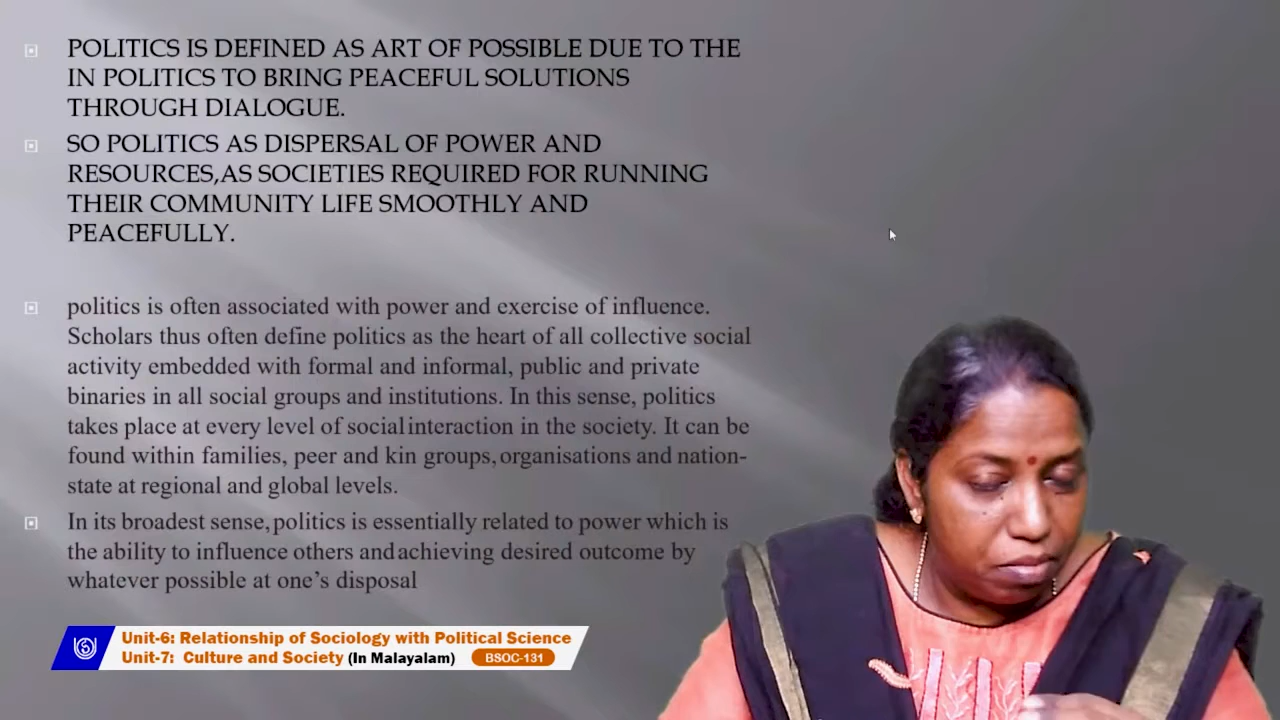 POLITICS IS DEFINED AS ART OF POSSIBLE DUE TO THE
IN POLITICS TO BRING PEACEFUL SOLUTIONS
THROUGH DIALOGUE.
SO POLITICS AS DISPERSAL OF POWER AND
RESOURCES,AS SOCIETIES REQUIRED FOR RUNNING
THEIR COMMUNITY LIFE SMOOTHLY AND
PEACEFULLY.
politics is often associated with power and exercise of influence.
Scholars thus often define politics as the heart of all collective social
activity embedded with formal and informal, public and private
binaries in all social groups and institutions. In this sense, politics
takes place at every level of social interaction in the society. It can be
found within families, peer and kin groups, organisations and nation-
state at regional and global levels.
In its broadest sense, politics is essentially related to power which is
the ability to influence others and achieving desired outcome by
whatever possible at one's disposal
Unit-6: Relationship of Sociology with Political Science
Unit-7: Culture and Society (In Malayalam) BSOC-131